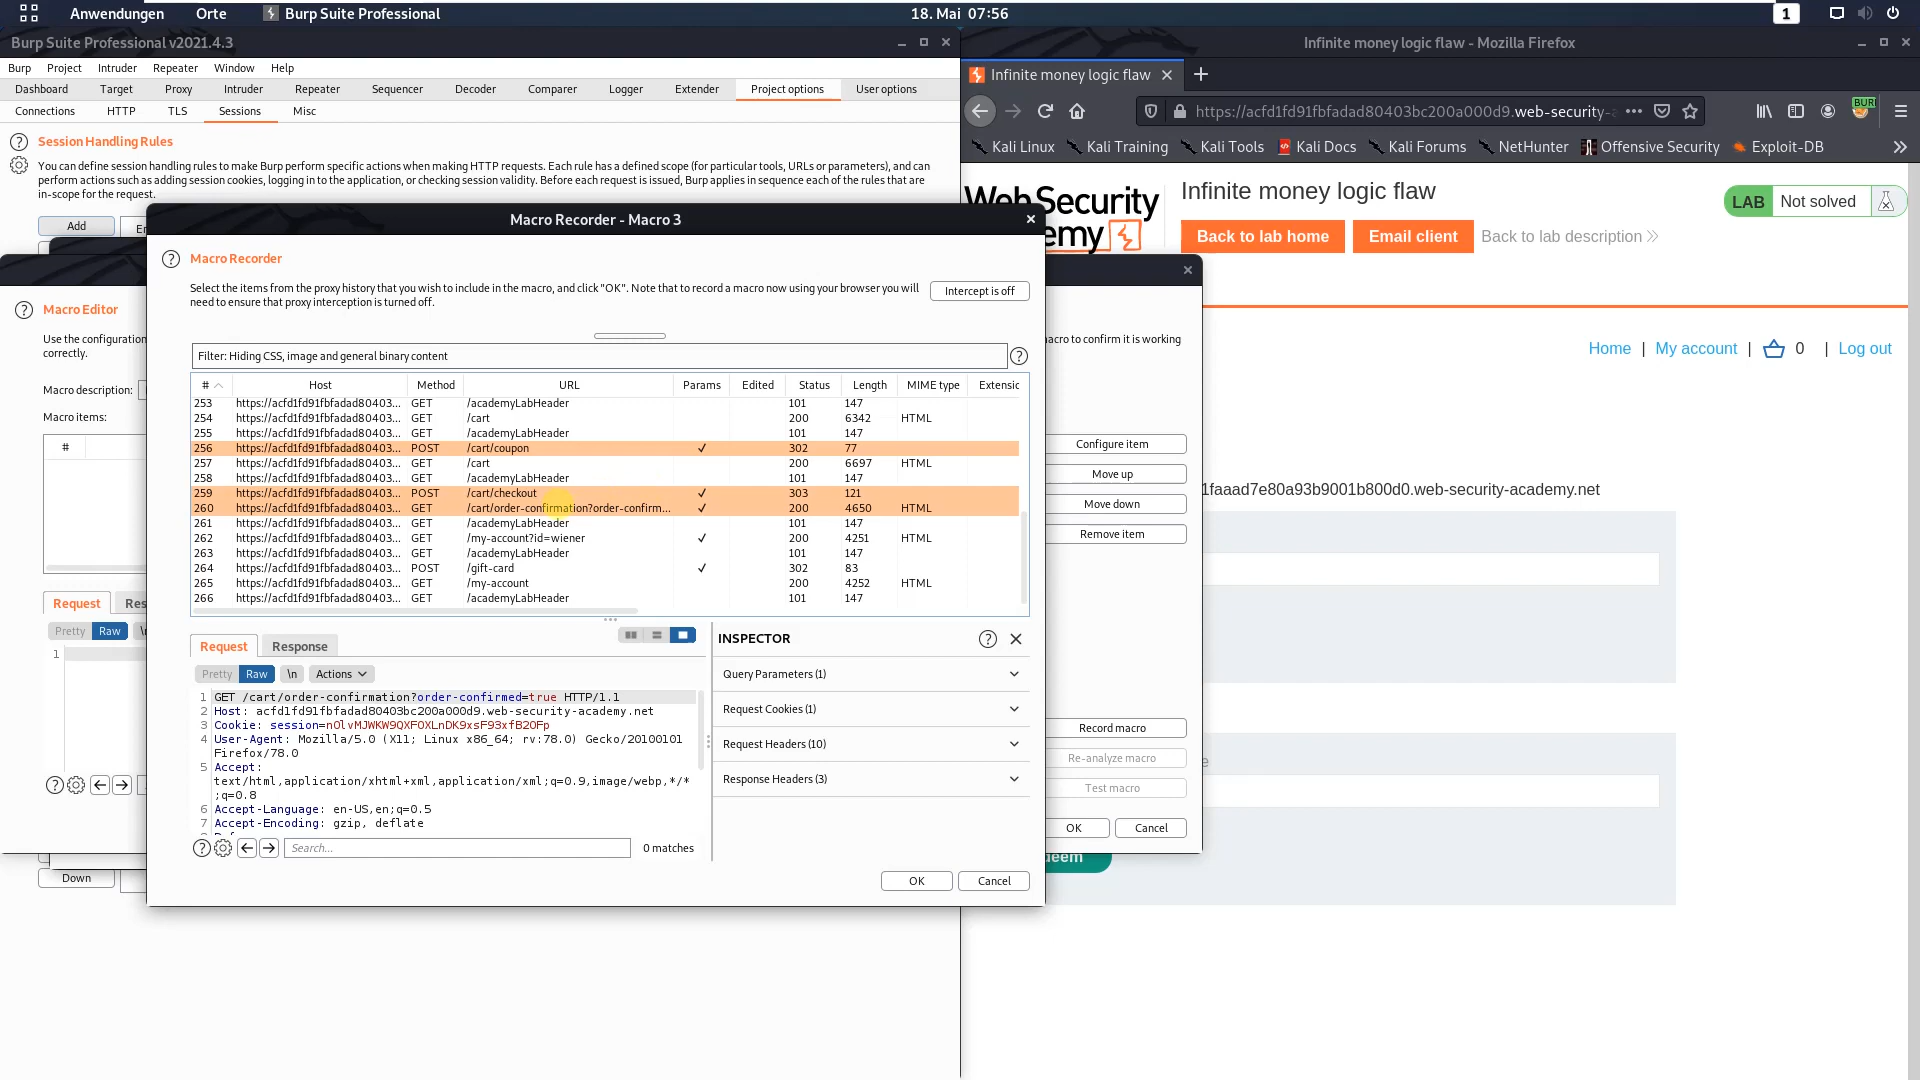 Anwendungen Orte Burp Suite Professional 18. Mai 07:56 1
Burp Suite Professional v2021.4.3
Burp Project Intruder Repeater Window Help
Dashboard Target Proxy Intruder Repeater Sequencer Decoder Comparer Logger Extender Project options User options
Connections HTTP TLS Sessions Misc
Session Handling Rules
You can define session handling rules to make Burp perform specific actions when making HTTP requests. Each rule has a defined scope (for particular tools, URLs or parameters), and can
perform actions such as adding session cookies, logging in to the application, or checking session validity. Before each request is issued, Burp applies in sequence each of the rules that are
in-scope for the request.
Add
Down
Macro Editor
Use the configuration
correctly.
Macro description:
Macro items:
#
Request Res
Pretty Raw \n
1
Macro Recorder - Macro 3
Macro Recorder
Select the items from the proxy history that you wish to include in the macro, and click "OK". Note that to record a macro now using your browser you will
need to ensure that proxy interception is turned off.
Intercept is off
Filter: Hiding CSS, image and general binary content
# Host Method URL Params Edited Status Length MIME type Extensic
253 https://acfd1fd91fbfadad80403... GET /academyLabHeader 101 147
254 https://acfd1fd91fbfadad80403... GET /cart 200 6342 HTML
255 https://acfd1fd91fbfadad80403... GET /academyLabHeader 101 147
256 https://acfd1fd91fbfadad80403... POST /cart/coupon ✓ 302 77
257 https://acfd1fd91fbfadad80403... GET /cart 200 6697 HTML
258 https://acfd1fd91fbfadad80403... GET /academyLabHeader 101 147
259 https://acfd1fd91fbfadad80403... POST /cart/checkout ✓ 303 121
260 https://acfd1fd91fbfadad80403... GET /cart/order-confirmation?order-confirm... ✓ 200 4650 HTML
261 https://acfd1fd91fbfadad80403... GET /academyLabHeader 101 147
262 https://acfd1fd91fbfadad80403... GET /my-account?id=wiener ✓ 200 4251 HTML
263 https://acfd1fd91fbfadad80403... GET /academyLabHeader 101 147
264 https://acfd1fd91fbfadad80403... POST /gift-card ✓ 302 83
265 https://acfd1fd91fbfadad80403... GET /my-account 200 4252 HTML
266 https://acfd1fd91fbfadad80403... GET /academyLabHeader 101 147
Request Response
Pretty Raw \n Actions
1 GET /cart/order-confirmation?order-confirmed=true HTTP/1.1
2 Host: acfd1fd91fbfadad80403bc200a000d9.web-security-academy.net
3 Cookie: session=nOlvMJWKW9QXFOXLnDK9xsF93xfB2OFp
4 User-Agent: Mozilla/5.0 (X11; Linux x86_64; rv:78.0) Gecko/20100101
Firefox/78.0
5 Accept:
text/html,application/xhtml+xml,application/xml;q=0.9,image/webp,*/*
;q=0.8
6 Accept-Language: en-US,en;q=0.5
7 Accept-Encoding: gzip, deflate
Search... 0 matches
INSPECTOR
Query Parameters (1)
Request Cookies (1)
Request Headers (10)
Response Headers (3)
OK Cancel
acro to confirm it is working
Configure item
Move up
Move down
Remove item
Record macro
Re-analyze macro
Test macro
OK Cancel
Infinite money logic flaw - Mozilla Firefox
Infinite money logic flaw
https://acfd1fd91fbfadad80403bc200a000d9.web-security-a
BURP
Kali Linux Kali Training Kali Tools Kali Docs Kali Forums NetHunter Offensive Security Exploit-DB
Web Security
emy
Infinite money logic flaw
Back to lab home Email client Back to lab description
LAB Not solved
Home | My account | 0 | Log out
1faaad7e80a93b9001b800d0.web-security-academy.net
e
deem